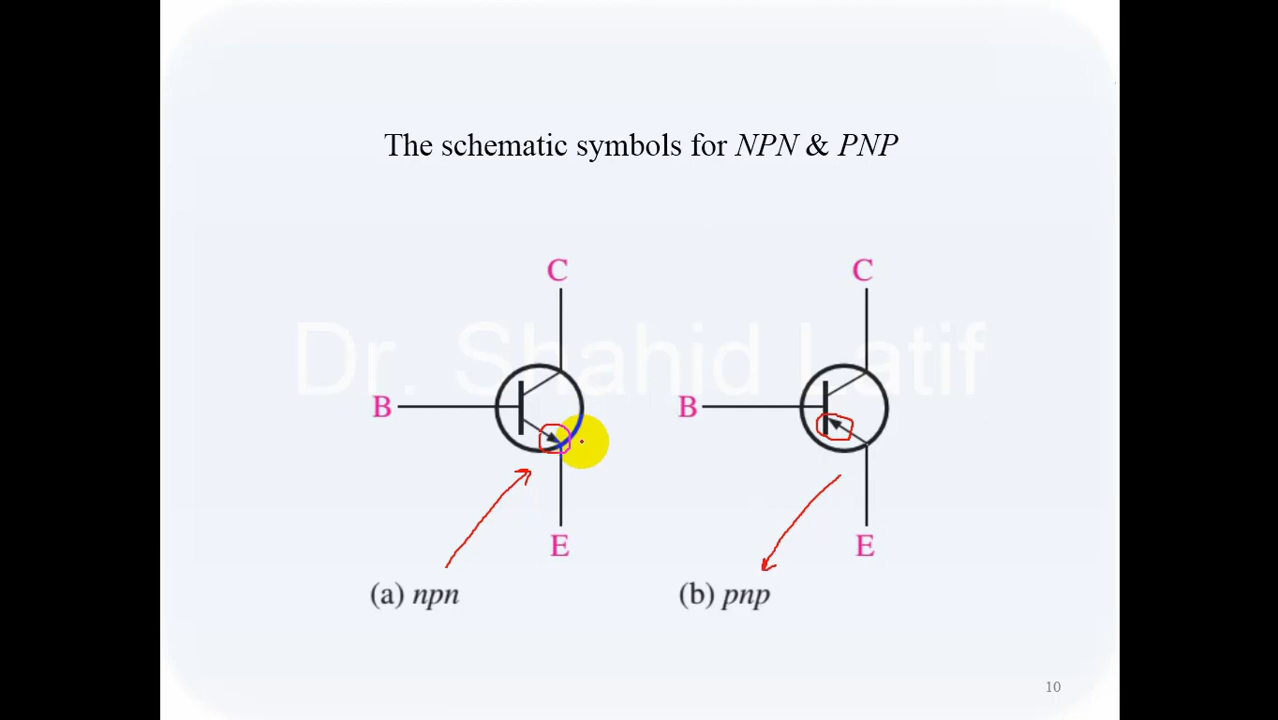 The schematic symbols for NPN & PNP
C
C
Dr. Shahid Latif
B
B
E
E
(a) npn
(b) pnp
10